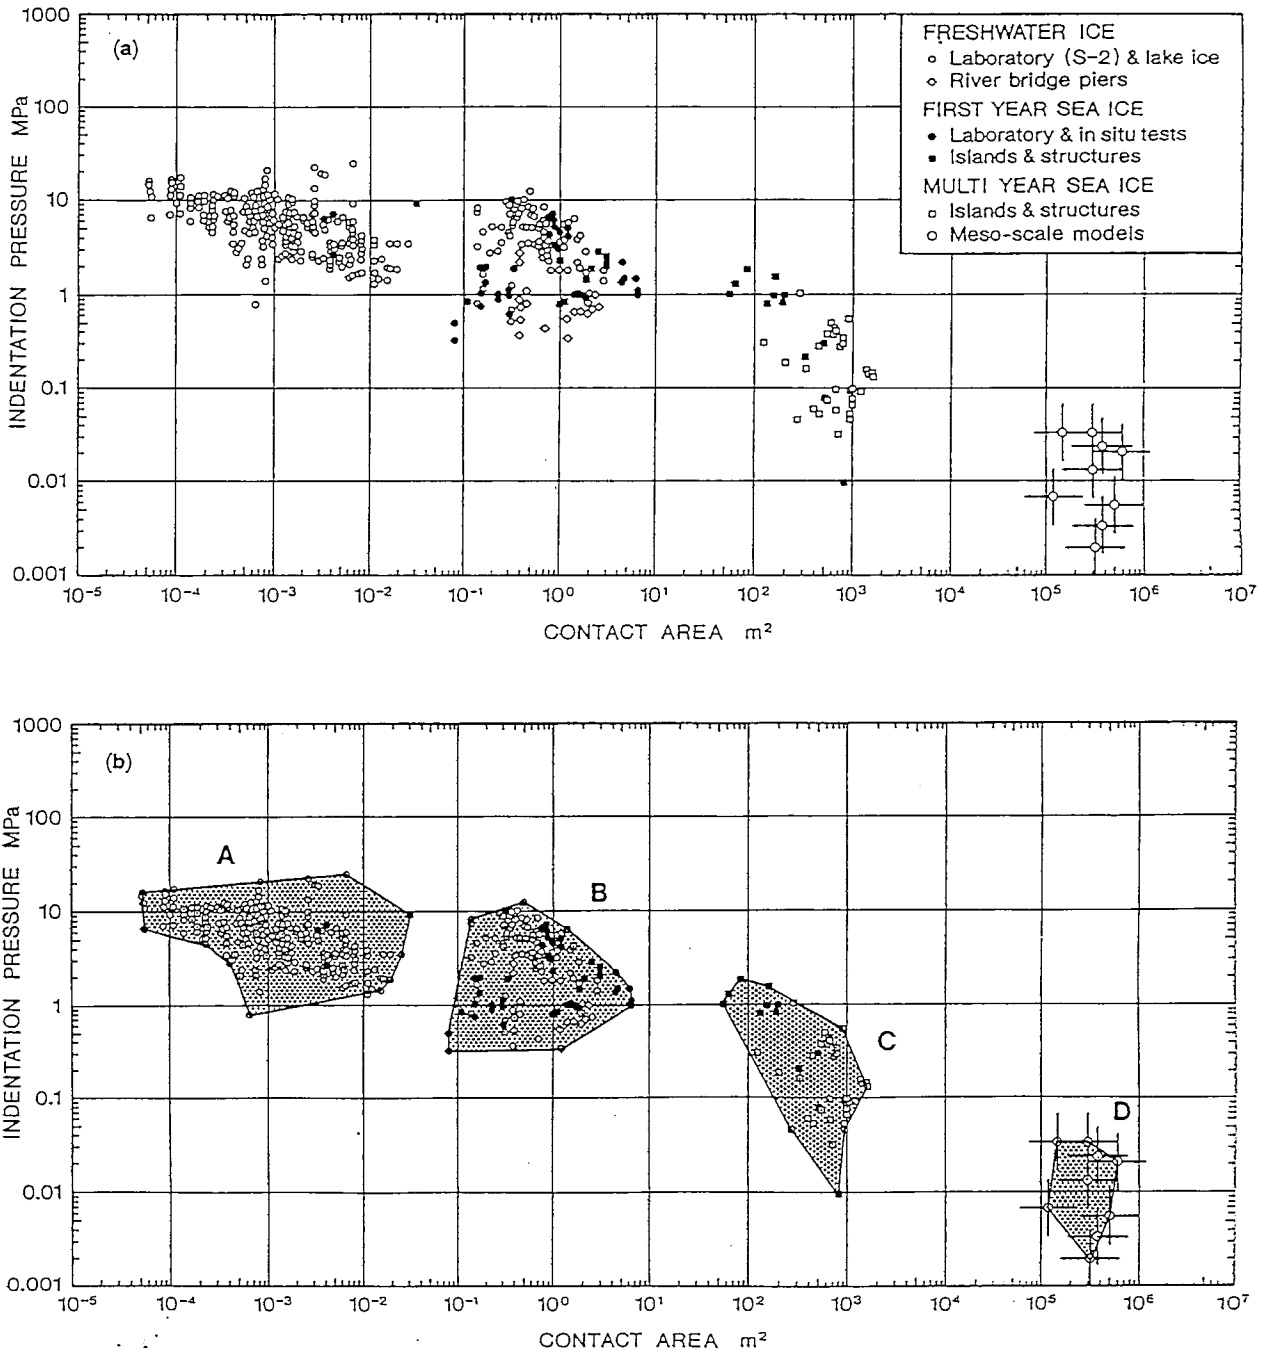 (a)
1000
100
10
1
0.1
0.01
0.001
INDENTATION PRESSURE MPa
FRESHWATER ICE
Laboratory (S-2) & lake ice
River bridge piers
FIRST YEAR SEA ICE
Laboratory & in situ tests
Islands & structures
MULTI YEAR SEA ICE
Islands & structures
Meso-scale models
10⁻⁵ 10⁻⁴ 10⁻³ 10⁻² 10⁻¹ 10⁰ 10¹ 10² 10³ 10⁵ 10⁶ 10⁷
CONTACT AREA m²
(b)
1000
100
10
1
0.1
0.01
0.001
INDENTATION PRESSURE MPa
A
B
C
D
10⁻⁵ 10⁻⁴ 10⁻³ 10⁻² 10⁻¹ 10⁰ 10¹ 10² 10³ 10⁵ 10⁶ 10⁷
CONTACT AREA m²